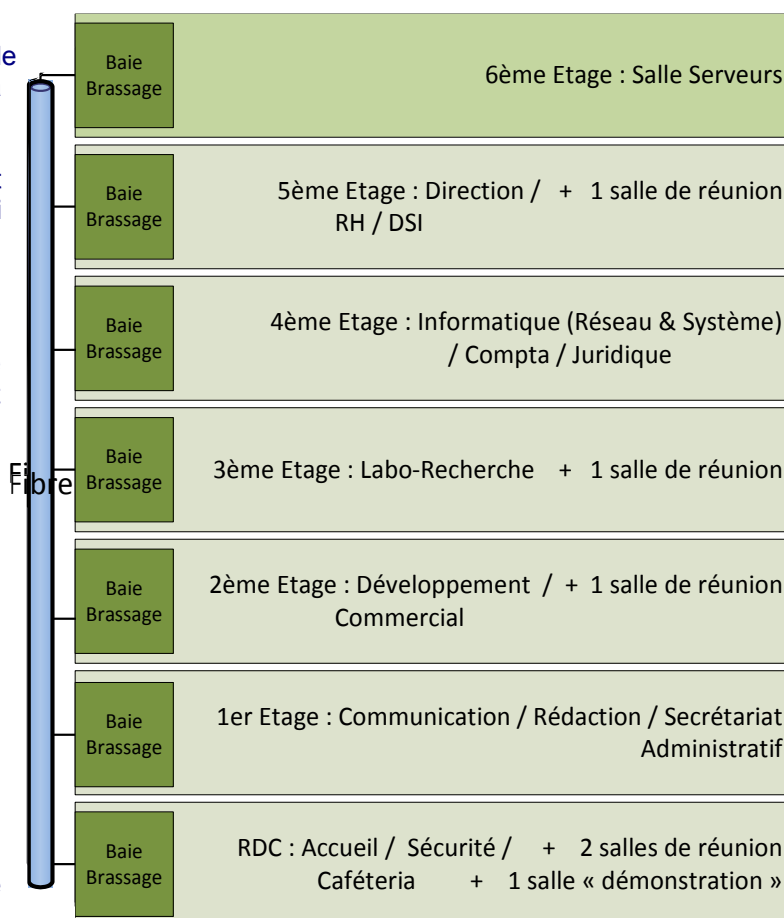 Baie
Brassage
6ème Etage : Salle Serveurs
Baie
Brassage
5ème Etage : Direction / + 1 salle de réunion
RH / DSI
Baie
Brassage
4ème Etage : Informatique (Réseau & Système)
/ Compta / Juridique
Fibre
Baie
Brassage
3ème Etage : Labo-Recherche + 1 salle de réunion
Baie
Brassage
2ème Etage : Développement / + 1 salle de réunion
Commercial
Baie
Brassage
1er Etage : Communication / Rédaction / Secrétariat
Administratif
Baie
Brassage
RDC : Accueil / Sécurité / + 2 salles de réunion
Caféteria + 1 salle « démonstration »